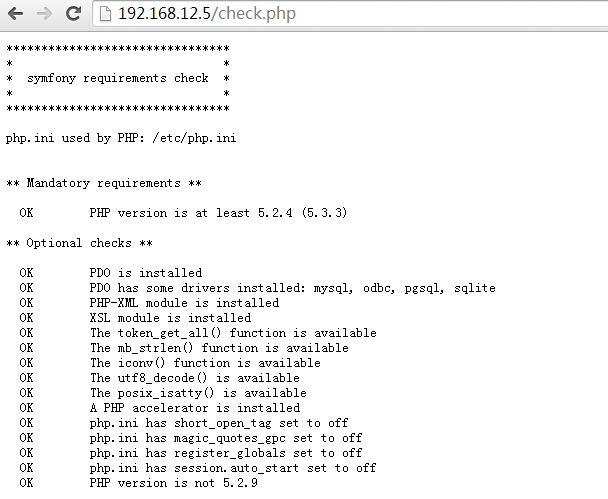 192.168.12.5/check.php
********************************
*                              *
*  symfony requirements check  *
*                              *
********************************
php.ini used by PHP: /etc/php.ini
** Mandatory requirements **
  OK        PHP version is at least 5.2.4 (5.3.3)
** Optional checks **
  OK        PDO is installed
  OK        PDO has some drivers installed: mysql, odbc, pgsql, sqlite
  OK        PHP-XML module is installed
  OK        XSL module is installed
  OK        The token_get_all() function is available
  OK        The mb_strlen() function is available
  OK        The iconv() function is available
  OK        The utf8_decode() is available
  OK        The posix_isatty() is available
  OK        A PHP accelerator is installed
  OK        php.ini has short_open_tag set to off
  OK        php.ini has magic_quotes_gpc set to off
  OK        php.ini has register_globals set to off
  OK        php.ini has session.auto_start set to off
  OK        PHP version is not 5.2.9